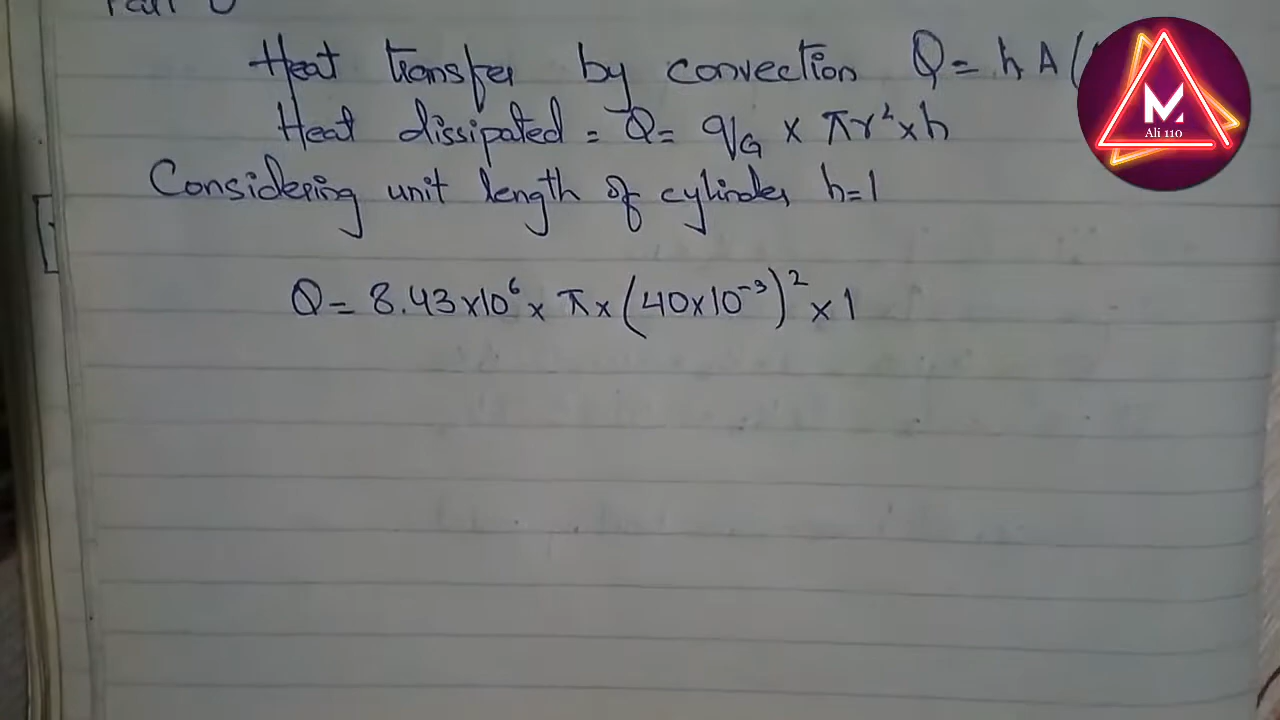 Heat transfer by convection Q = h A (
Heat dissipated = Q = qG × πr² × h
Considering unit length of cylinder h=1
Q = 8.43×10⁶ × π × (40×10⁻³)² × 1
M.
Ali 110